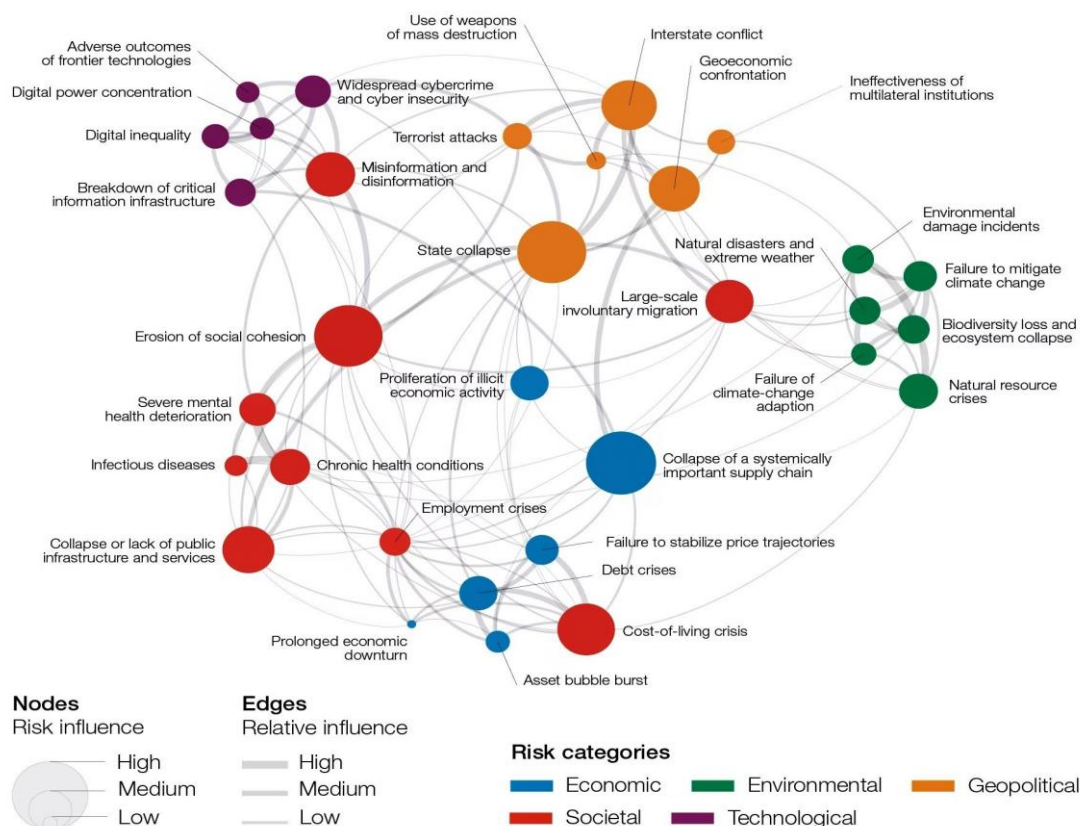 Use of weapons
of mass destruction
Interstate conflict
Adverse outcomes
of frontier technologies
Geoeconomic
confrontation
Ineffectiveness of
multilateral institutions
Digital power concentration
Widespread cybercrime
and cyber insecurity
Digital inequality
Terrorist attacks
Misinformation and
disinformation
Breakdown of critical
information infrastructure
Environmental
damage incidents
Natural disasters and
extreme weather
State collapse
Failure to mitigate
climate change
Large-scale
involuntary migration
Erosion of social cohesion
Biodiversity loss and
ecosystem collapse
Proliferation of illicit
economic activity
Failure of
climate-change
adaption
Natural resource
crises
Severe mental
health deterioration
Infectious diseases
Chronic health conditions
Collapse of a systemically
important supply chain
Employment crises
Collapse or lack of public
infrastructure and services
Failure to stabilize price trajectories
Debt crises
Prolonged economic
downturn
Cost-of-living crisis
Asset bubble burst
Nodes
Risk influence
High
Medium
Low
Edges
Relative influence
High
Medium
Low
Risk categories
Economic
Environmental
Geopolitical
Societal
Technological